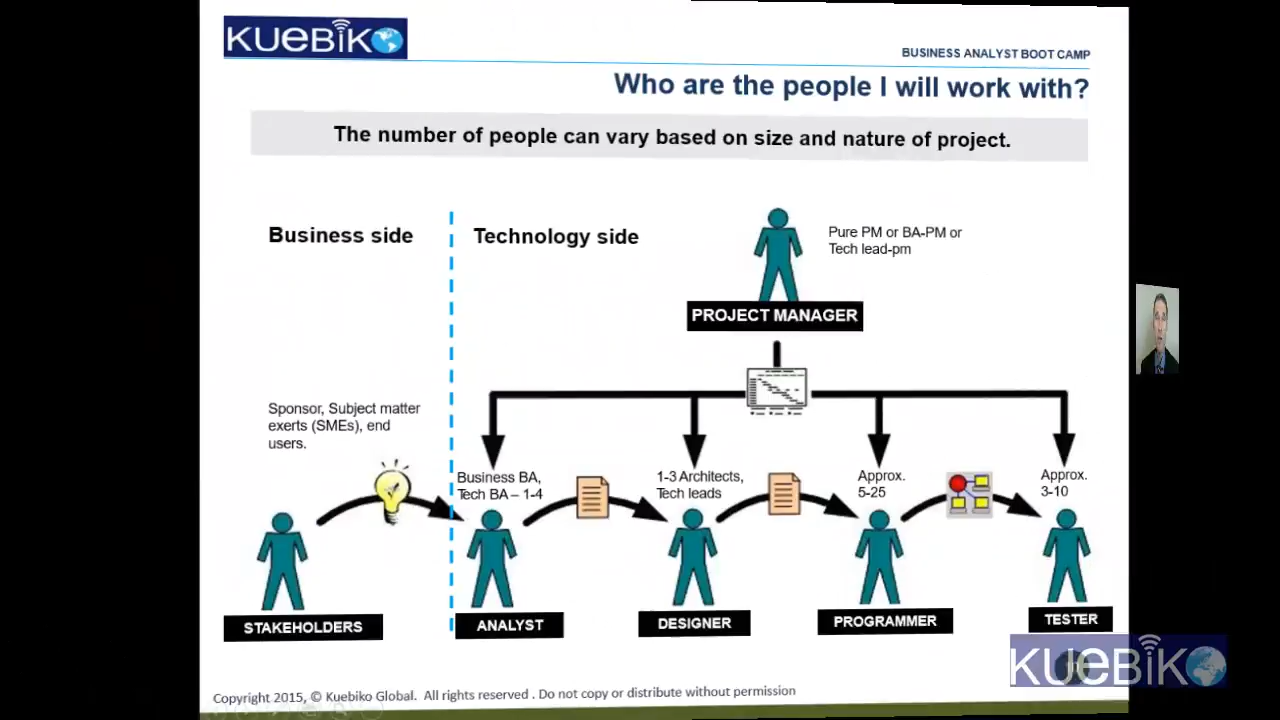 KUEBIKO
BUSINESS ANALYST BOOT CAMP
Who are the people I will work with?
The number of people can vary based on size and nature of project.
Business side
Technology side
Pure PM or BA-PM or
Tech lead-pm
PROJECT MANAGER
Sponsor, Subject matter
exerts (SMEs), end
users.
Business BA,
Tech BA – 1-4
1-3 Architects,
Tech leads
Approx.
5-25
Approx.
3-10
STAKEHOLDERS
ANALYST
DESIGNER
PROGRAMMER
TESTER
KUEBIKO
Copyright 2015, © Kuebiko Global. All rights reserved . Do not copy or distribute without permission